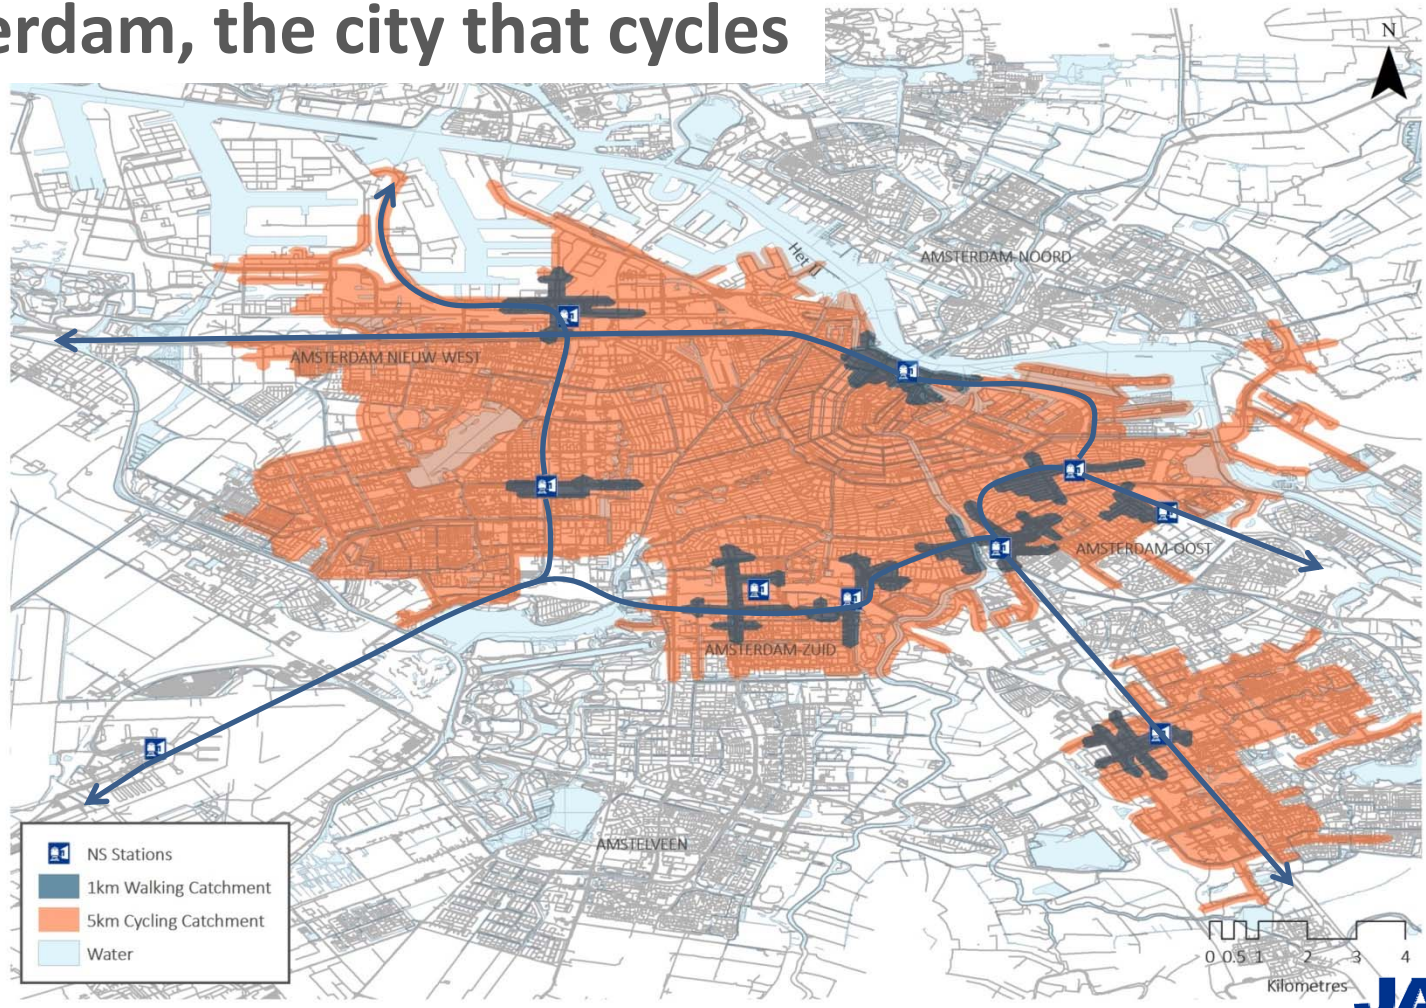 erdam, the city that cycles
N
Het IJ
AMSTERDAM-NOORD
AMSTERDAM NIEUW-WEST
AMSTERDAM-OOST
AMSTERDAM-ZUID
AMSTELVEEN
NS Stations
1km Walking Catchment
5km Cycling Catchment
Water
0 0.5 1 2 3 4
Kilometres
JA